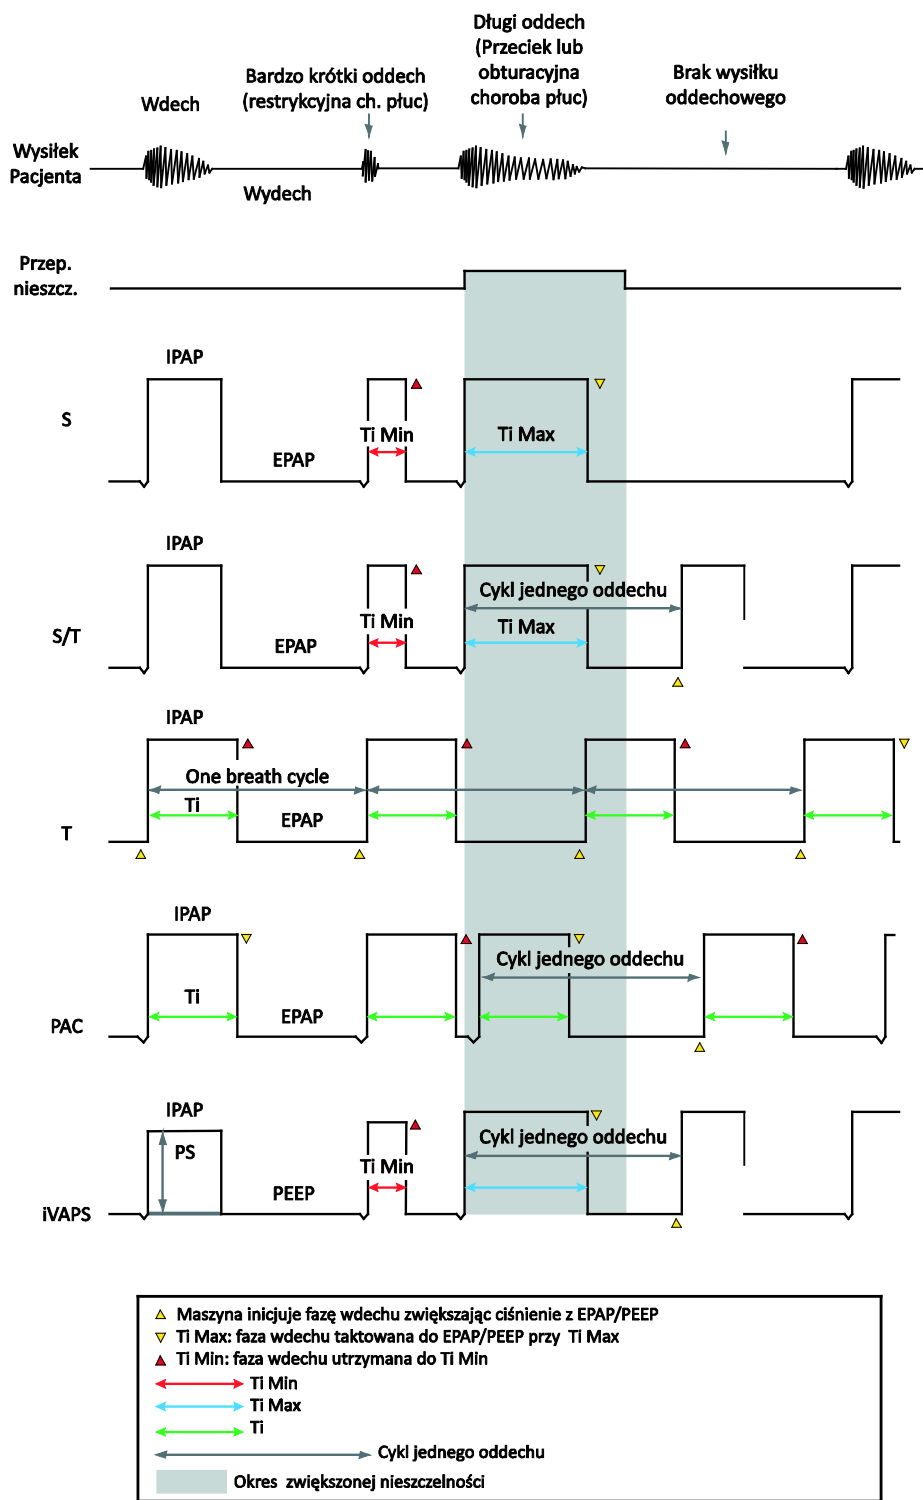 Wdech
Bardzo krótki oddech
(restrykcyjna ch. płuc)
Długi oddech
(Przeciek lub
obturacyjna
choroba płuc)
Brak wysiłku
oddechowego
Wysiłek
Pacjenta
Wydech
Przep.
nieszcz.
IPAP
S
Ti Min
Ti Max
EPAP
IPAP
Cykl jednego oddechu
S/T
Ti Min
Ti Max
EPAP
IPAP
One breath cycle
Ti
EPAP
T
IPAP
Cykl jednego oddechu
Ti
EPAP
PAC
IPAP
PS
Cykl jednego oddechu
Ti Min
PEEP
iVAPS
Maszyna inicjuje fazę wdechu zwiększając ciśnienie z EPAP/PEEP
Ti Max: faza wdechu taktowana do EPAP/PEEP przy Ti Max
Ti Min: faza wdechu utrzymana do Ti Min
Ti Min
Ti Max
Ti
Cykl jednego oddechu
Okres zwiększonej nieszczelności